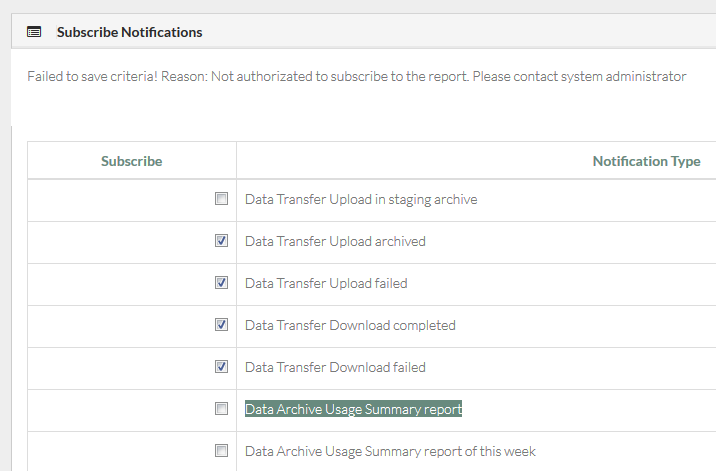 Subscribe Notifications
Failed to save criteria! Reason: Not authorizated to subscribe to the report. Please contact system administrator
Subscribe Notification Type
Data Transfer Upload in staging archive
Data Transfer Upload archived
Data Transfer Upload failed
Data Transfer Download completed
Data Transfer Download failed
Data Archive Usage Summary report
Data Archive Usage Summary report of this week